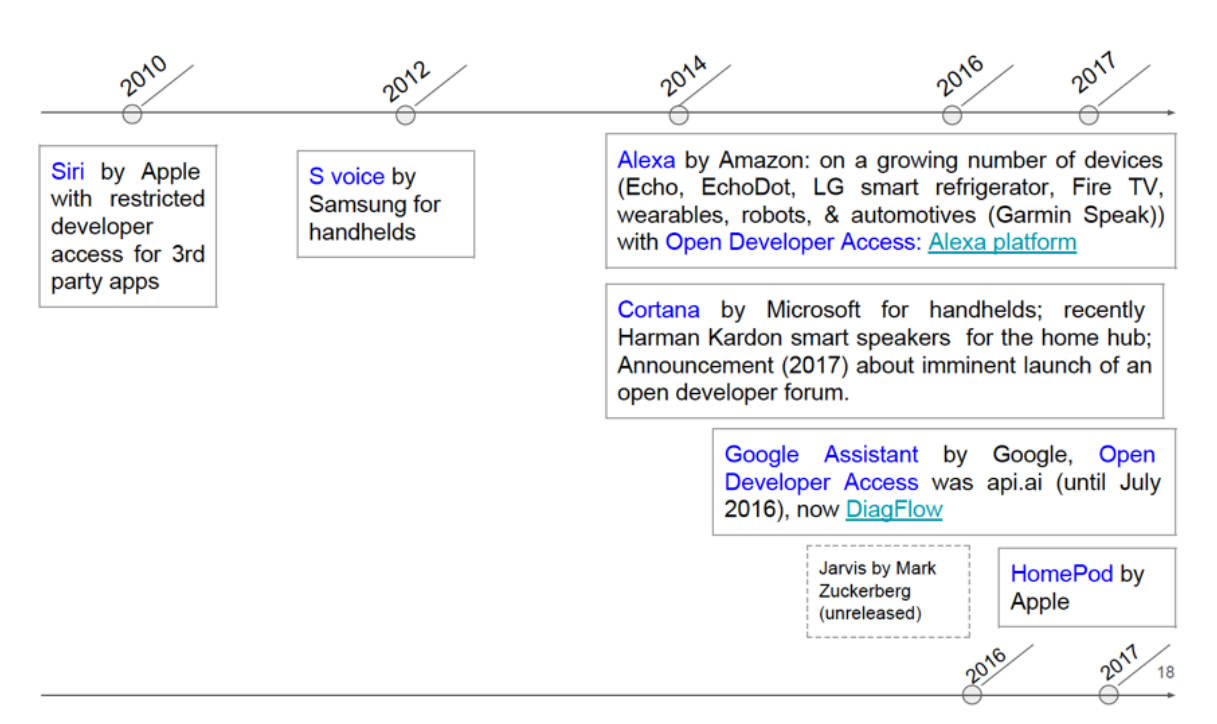 2010
2012
2014
2016
2017
Siri by Apple
with restricted
developer
access for 3rd
party apps
S voice by
Samsung for
handhelds
Alexa by Amazon: on a growing number of devices
(Echo, EchoDot, LG smart refrigerator, Fire TV,
wearables, robots, & automotives (Garmin Speak))
with Open Developer Access: Alexa platform
Cortana by Microsoft for handhelds; recently
Harman Kardon smart speakers for the home hub;
Announcement (2017) about imminent launch of an
open developer forum.
Google Assistant by Google, Open
Developer Access was api.ai (until July
2016), now DiagFlow
Jarvis by Mark
Zuckerberg
(unreleased)
HomePod by
Apple
2016
2017
18